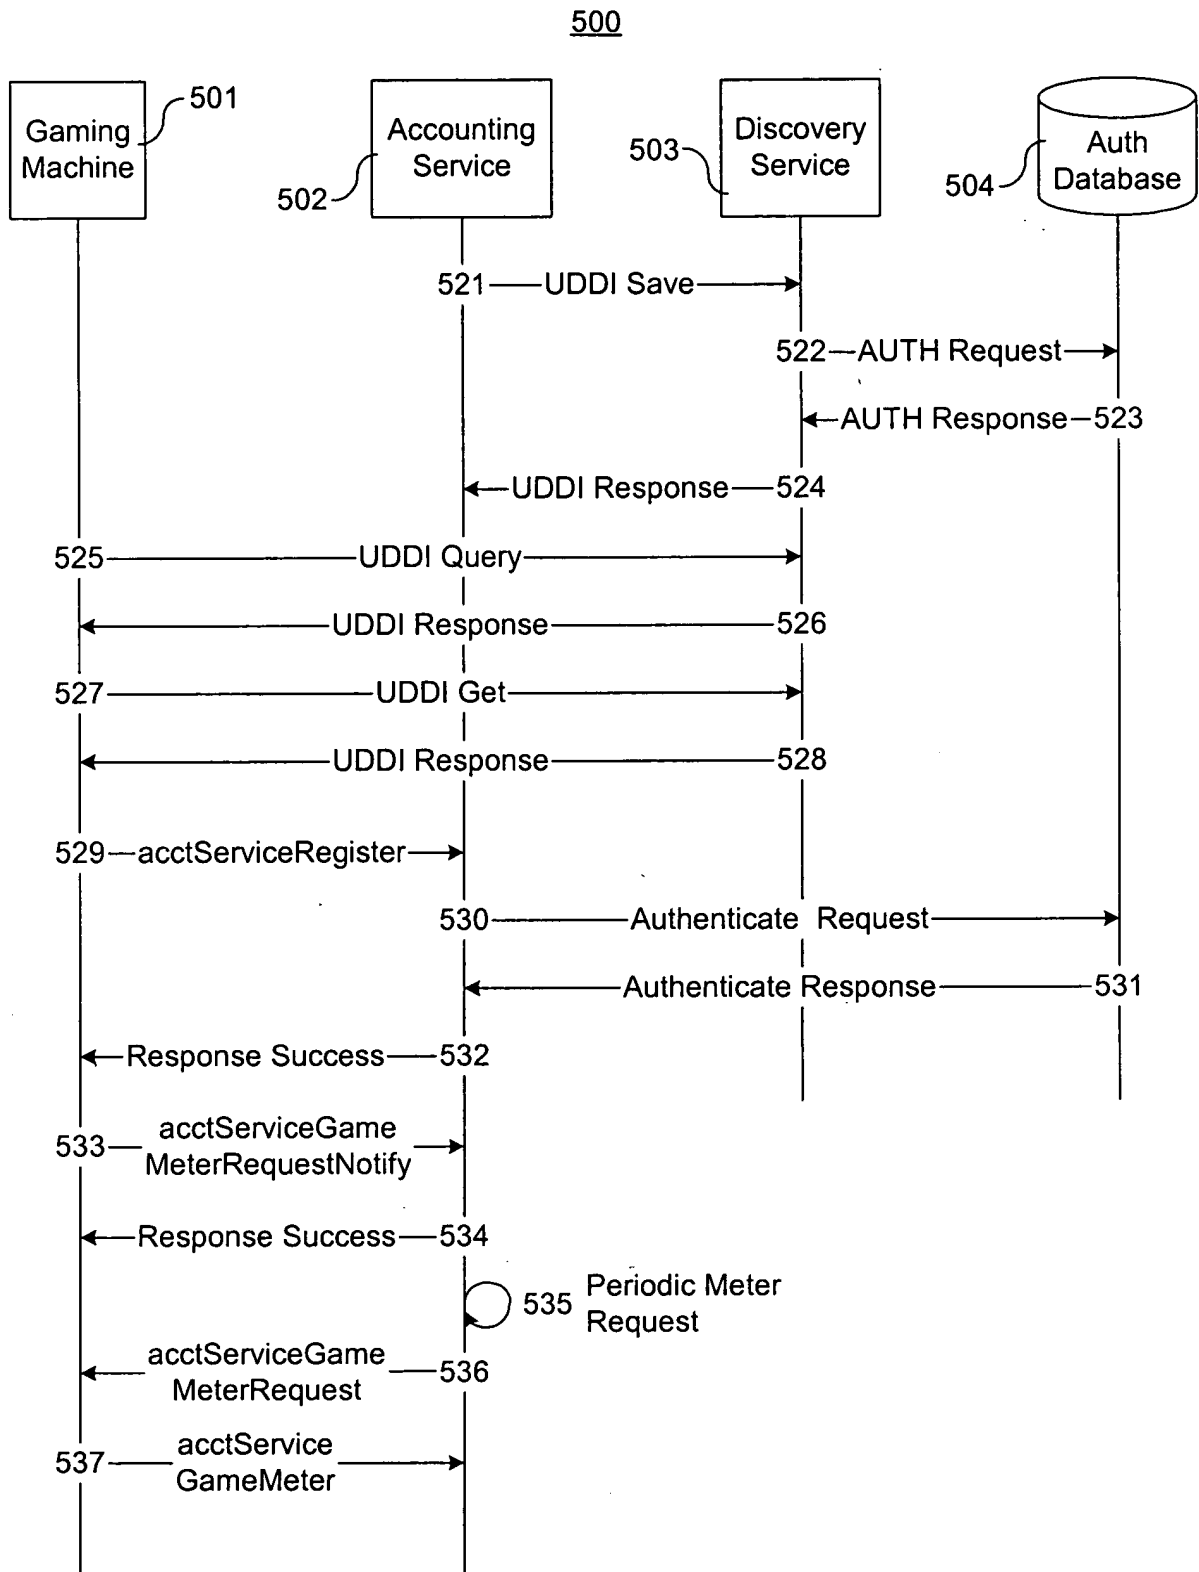 500
Gaming
Machine
501
Accounting
Service
502
Discovery
Service
503
Auth
Database
504
521 UDDI Save
522 AUTH Request
AUTH Response 523
UDDI Response 524
525 UDDI Query
UDDI Response 526
527 UDDI Get
UDDI Response 528
529 acctServiceRegister
530 Authenticate Request
Authenticate Response 531
Response Success 532
533 acctServiceGame
MeterRequestNotify
Response Success 534
535 Periodic Meter
Request
acctServiceGame
MeterRequest 536
537 acctService
GameMeter